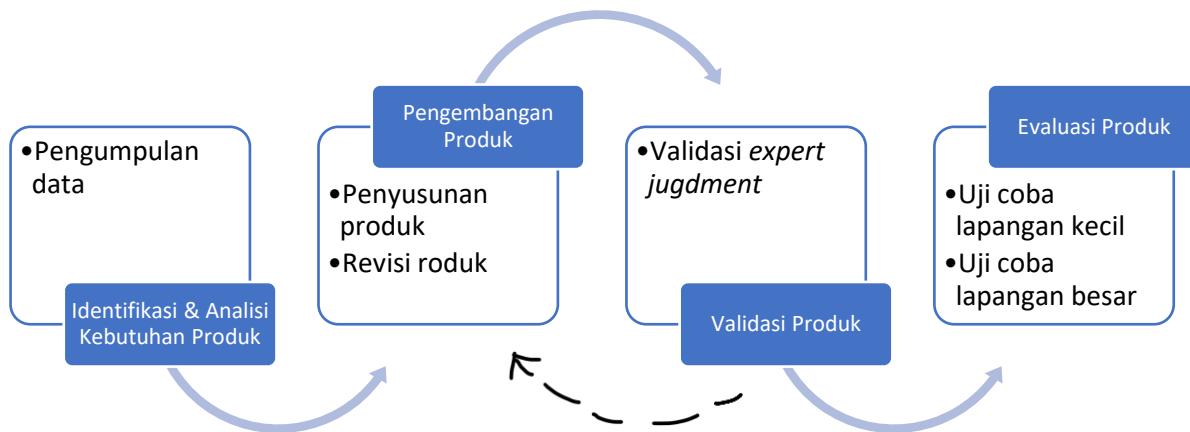 •Pengumpulan
data
Identifikasi & Analisi
Kebutuhan Produk
Pengembangan
Produk
•Penyusunan
produk
•Revisi roduk
•Validasi expert
jugdment
Validasi Produk
Evaluasi Produk
•Uji coba
lapangan kecil
•Uji coba
lapangan besar